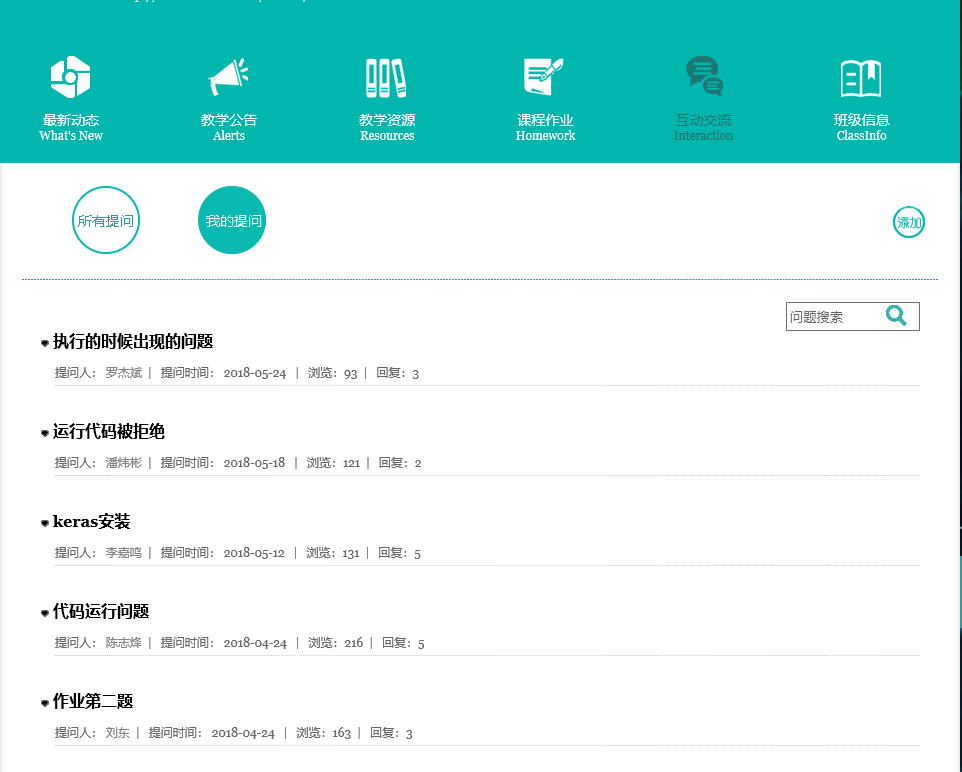 最新动态 教学公告 教学资源 课程作业 互动交流 班级信息
What's New Alerts Resources Homework Interaction ClassInfo
所有提问 我的提问 添加
问题搜索
执行的时候出现的问题
提问人： 罗杰斌 | 提问时间： 2018-05-24 | 浏览：93 | 回复：3
运行代码被拒绝
提问人： 潘炜彬 | 提问时间： 2018-05-18 | 浏览：121 | 回复：2
keras安装
提问人： 李嘉鸣 | 提问时间： 2018-05-12 | 浏览：131 | 回复：5
代码运行问题
提问人： 陈志烽 | 提问时间： 2018-04-24 | 浏览：216 | 回复：5
作业第二题
提问人： 刘东 | 提问时间： 2018-04-24 | 浏览：163 | 回复：3